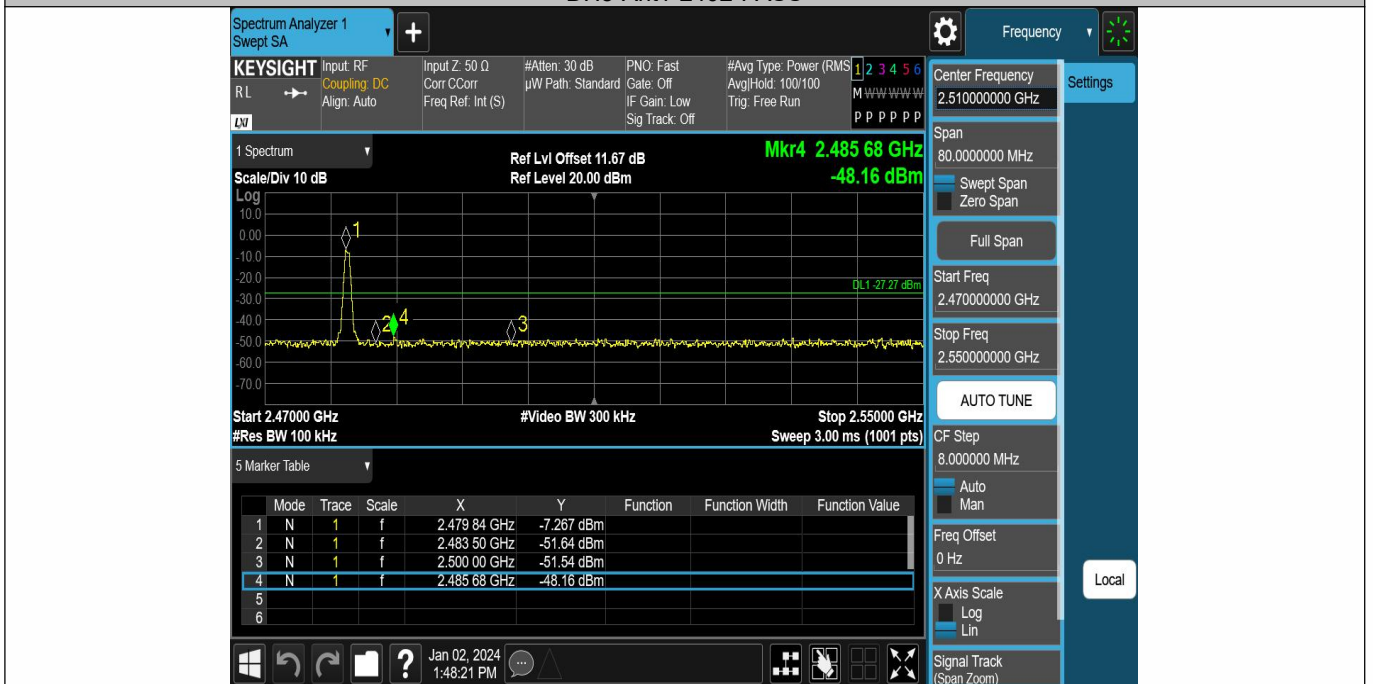 Spectrum Analyzer 1
Swept SA
+
Frequency
KEYSIGHT
RL
LXI
Input: RF
Coupling: DC
Align: Auto
Input Z: 50 Ω
Corr CCorr
Freq Ref: Int (S)
#Atten: 30 dB
µW Path: Standard
PNO: Fast
Gate: Off
IF Gain: Low
Sig Track: Off
#Avg Type: Power (RMS
Avg|Hold: 100/100
Trig: Free Run
1 2 3 4 5 6
M W W W W W
P P P P P P
1 Spectrum
Scale/Div 10 dB
Ref Lvl Offset 11.67 dB
Ref Level 20.00 dBm
Mkr4 2.485 68 GHz
-48.16 dBm
Log
10.0
0.00
-10.0
-20.0
-30.0
-40.0
-50.0
-60.0
-70.0
1
2
4
3
DL1 -27.27 dBm
Start 2.47000 GHz
#Video BW 300 kHz
Stop 2.55000 GHz
#Res BW 100 kHz
Sweep 3.00 ms (1001 pts)
5 Marker Table
Mode Trace Scale X Y Function Function Width Function Value
1 N 1 f 2.479 84 GHz -7.267 dBm
2 N 1 f 2.483 50 GHz -51.64 dBm
3 N 1 f 2.500 00 GHz -51.54 dBm
4 N 1 f 2.485 68 GHz -48.16 dBm
5
6
?
Jan 02, 2024
1:48:21 PM
Center Frequency
2.510000000 GHz
Span
80.0000000 MHz
Swept Span
Zero Span
Full Span
Start Freq
2.470000000 GHz
Stop Freq
2.550000000 GHz
AUTO TUNE
CF Step
8.000000 MHz
Auto
Man
Freq Offset
0 Hz
X Axis Scale
Log
Lin
Signal Track
(Span Zoom)
Settings
Local